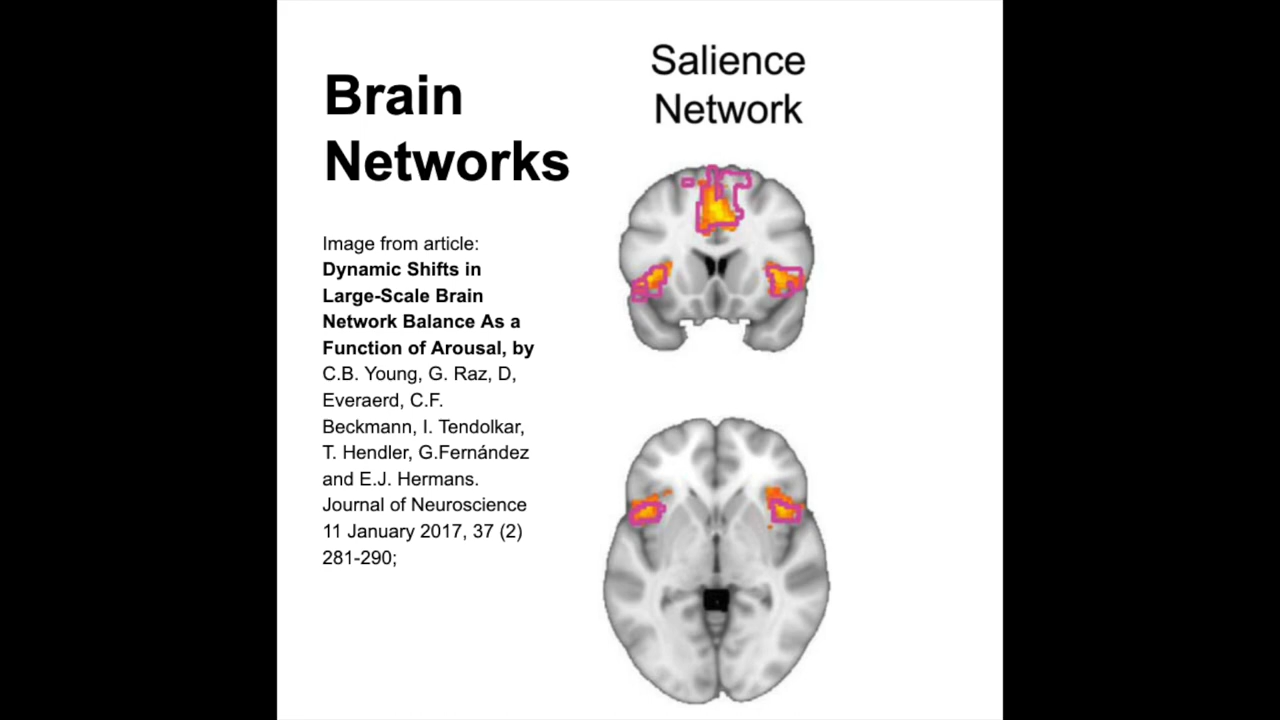 Brain
Networks
Salience
Network
Image from article:
Dynamic Shifts in
Large-Scale Brain
Network Balance As a
Function of Arousal, by
C.B. Young, G. Raz, D,
Everaerd, C.F.
Beckmann, I. Tendolkar,
T. Hendler, G.Fernández
and E.J. Hermans.
Journal of Neuroscience
11 January 2017, 37 (2)
281-290;